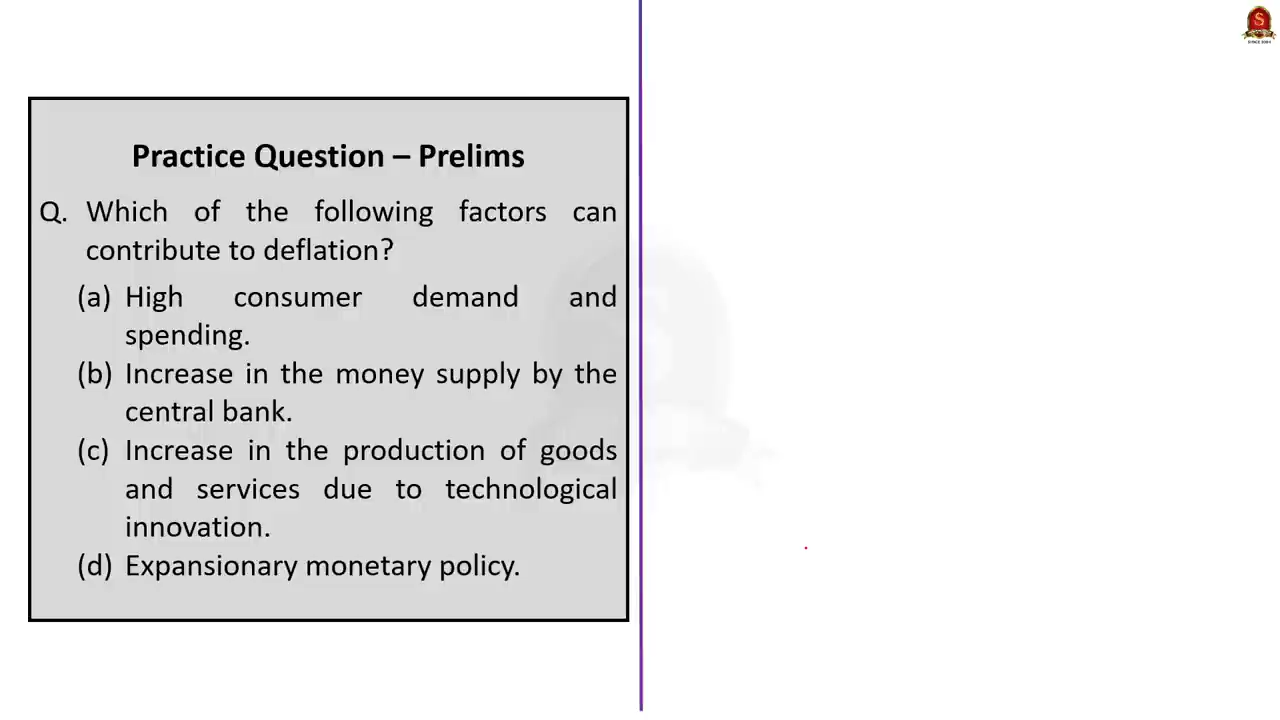 Practice Question – Prelims
Q. Which of the following factors can
contribute to deflation?
(a) High consumer demand and
spending.
(b) Increase in the money supply by the
central bank.
(c) Increase in the production of goods
and services due to technological
innovation.
(d) Expansionary monetary policy.
S